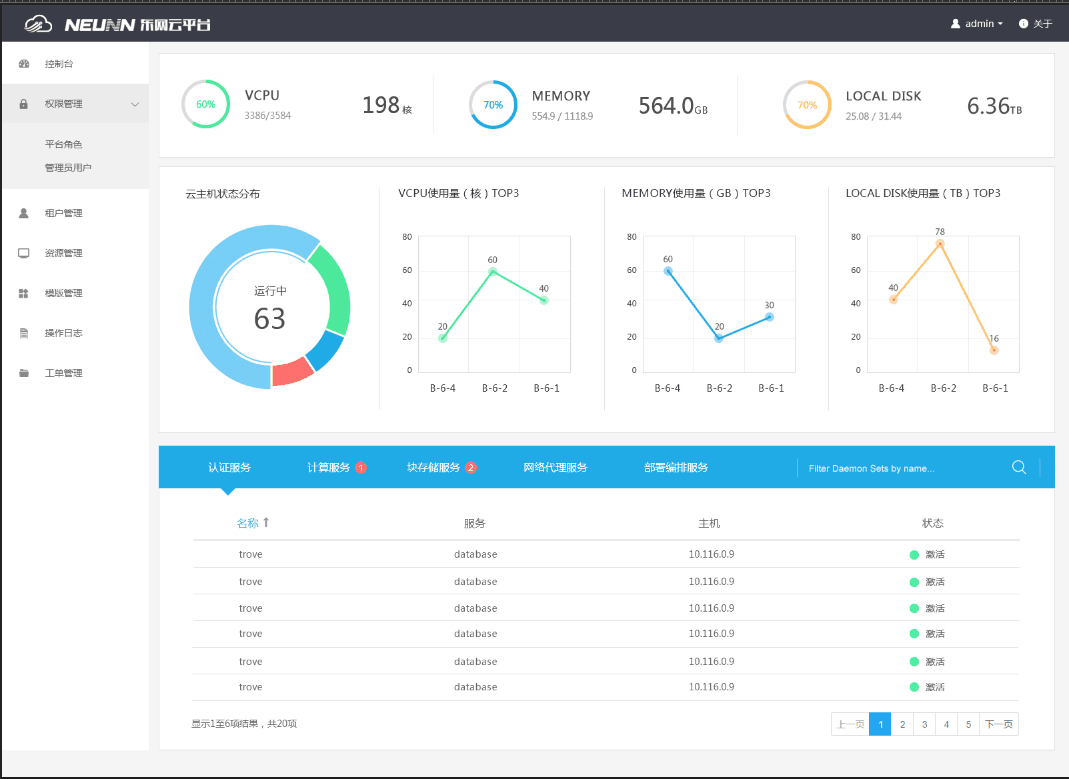 NEUNN 东网云平台
admin
关于
控制台
权限管理
平台角色
管理员用户
租户管理
资源管理
模版管理
操作日志
工单管理
60%
VCPU
3386/3584
198核
70%
MEMORY
554.9 / 1118.9
564.0GB
70%
LOCAL DISK
25.08 / 31.44
6.36TB
云主机状态分布
运行中
63
VCPU使用量（核）TOP3
80
60
40
20
0
20
60
40
B-6-4 B-6-2 B-6-1
MEMORY使用量（GB）TOP3
80
60
40
20
0
60
20
30
B-6-4 B-6-2 B-6-1
LOCAL DISK使用量（TB）TOP3
80
60
40
20
0
40
78
16
B-6-4 B-6-2 B-6-1
认证服务 计算服务 1 块存储服务 2 网络代理服务 部署编排服务 Filter Daemon Sets by name...
名称 服务 主机 状态
trove database 10.116.0.9 激活
trove database 10.116.0.9 激活
trove database 10.116.0.9 激活
trove database 10.116.0.9 激活
trove database 10.116.0.9 激活
trove database 10.116.0.9 激活
显示1至6项结果，共20项
上一页 1 2 3 4 5 下一页